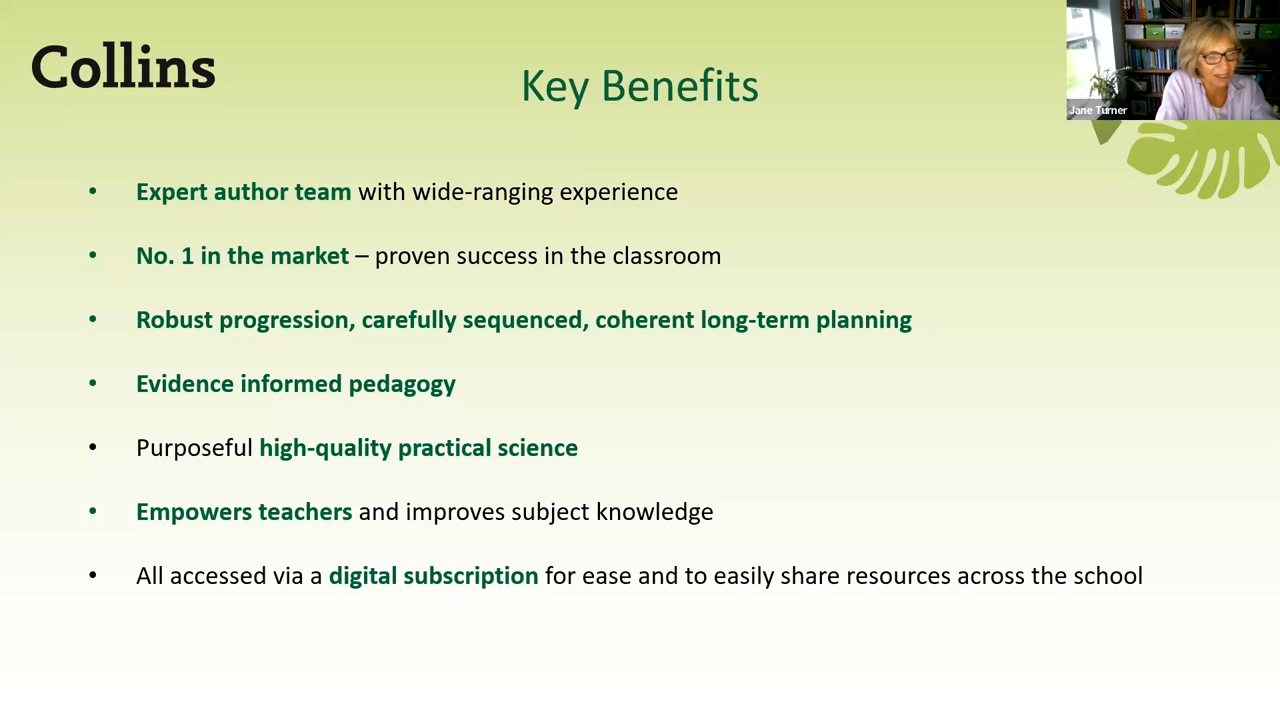 Collins
Key Benefits
Jane Turner
• Expert author team with wide-ranging experience
• No. 1 in the market – proven success in the classroom
• Robust progression, carefully sequenced, coherent long-term planning
• Evidence informed pedagogy
• Purposeful high-quality practical science
• Empowers teachers and improves subject knowledge
• All accessed via a digital subscription for ease and to easily share resources across the school